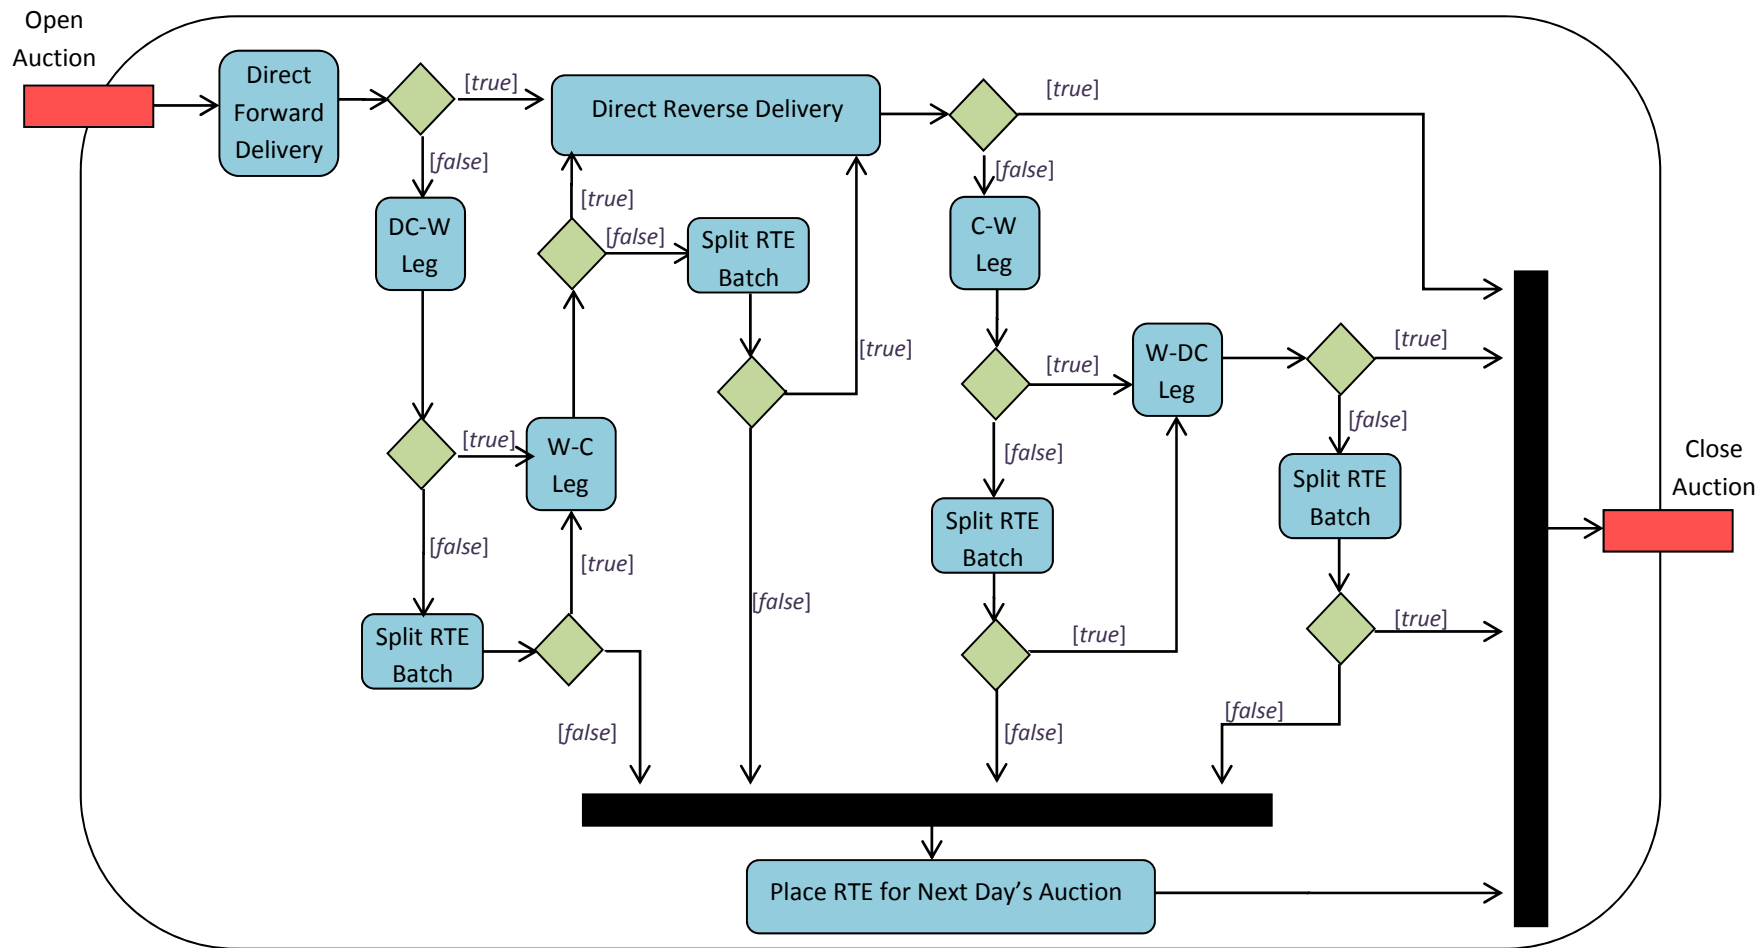 Open
Auction
Direct
Forward
Delivery
[true]
[false]
Direct Reverse Delivery
[true]
[false]
DC-W
Leg
[true]
[false]
Split RTE
Batch
C-W
Leg
[true]
[true]
W-DC
Leg
[true]
[false]
[true]
W-C
Leg
[false]
[false]
Split RTE
Batch
Close
Auction
[false]
[true]
Split RTE
Batch
[false]
Split RTE
Batch
[true]
[true]
[false]
[false]
[false]
Place RTE for Next Day's Auction